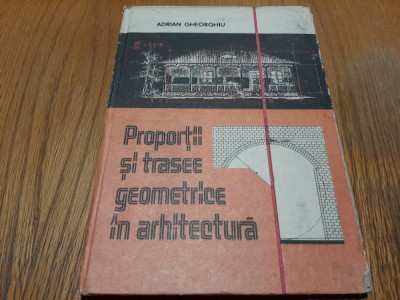 ADRIAN GHEORGHIU
Proporții
și trasee
geometrice
în arhitectură